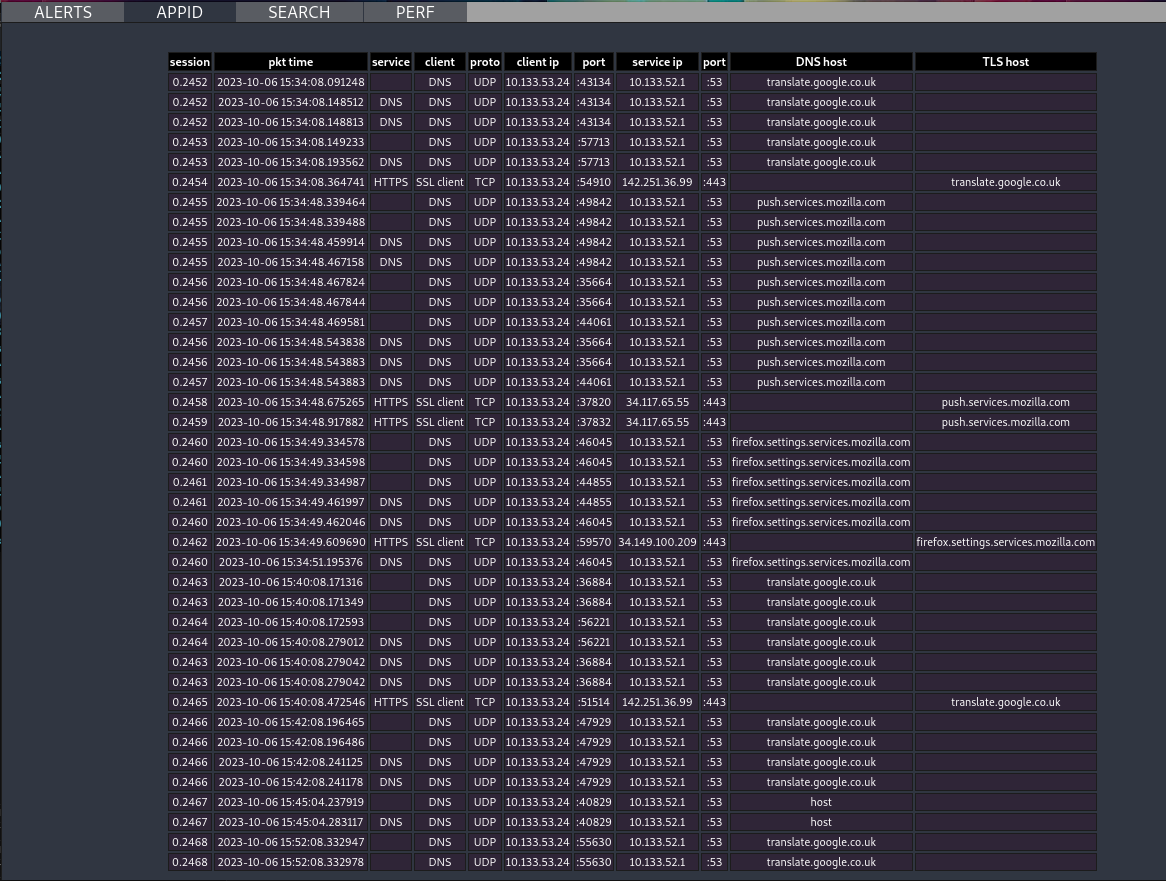 ALERTS APPID SEARCH PERF
session pkt time service client proto client ip port service ip port DNS host TLS host
0.2452 2023-10-06 15:34:08.091248 DNS UDP 10.133.53.24 :43134 10.133.52.1 :53 translate.google.co.uk
0.2452 2023-10-06 15:34:08.148512 DNS DNS UDP 10.133.53.24 :43134 10.133.52.1 :53 translate.google.co.uk
0.2452 2023-10-06 15:34:08.148813 DNS DNS UDP 10.133.53.24 :43134 10.133.52.1 :53 translate.google.co.uk
0.2453 2023-10-06 15:34:08.149233 DNS UDP 10.133.53.24 :57713 10.133.52.1 :53 translate.google.co.uk
0.2453 2023-10-06 15:34:08.193562 DNS DNS UDP 10.133.53.24 :57713 10.133.52.1 :53 translate.google.co.uk
0.2454 2023-10-06 15:34:08.364741 HTTPS SSL client TCP 10.133.53.24 :54910 142.251.36.99 :443 translate.google.co.uk
0.2455 2023-10-06 15:34:48.339464 DNS UDP 10.133.53.24 :49842 10.133.52.1 :53 push.services.mozilla.com
0.2455 2023-10-06 15:34:48.339488 DNS UDP 10.133.53.24 :49842 10.133.52.1 :53 push.services.mozilla.com
0.2455 2023-10-06 15:34:48.459914 DNS DNS UDP 10.133.53.24 :49842 10.133.52.1 :53 push.services.mozilla.com
0.2455 2023-10-06 15:34:48.467158 DNS DNS UDP 10.133.53.24 :49842 10.133.52.1 :53 push.services.mozilla.com
0.2456 2023-10-06 15:34:48.467824 DNS UDP 10.133.53.24 :35664 10.133.52.1 :53 push.services.mozilla.com
0.2456 2023-10-06 15:34:48.467844 DNS UDP 10.133.53.24 :35664 10.133.52.1 :53 push.services.mozilla.com
0.2457 2023-10-06 15:34:48.469581 DNS UDP 10.133.53.24 :44061 10.133.52.1 :53 push.services.mozilla.com
0.2456 2023-10-06 15:34:48.543838 DNS DNS UDP 10.133.53.24 :35664 10.133.52.1 :53 push.services.mozilla.com
0.2456 2023-10-06 15:34:48.543883 DNS DNS UDP 10.133.53.24 :35664 10.133.52.1 :53 push.services.mozilla.com
0.2457 2023-10-06 15:34:48.543883 DNS DNS UDP 10.133.53.24 :44061 10.133.52.1 :53 push.services.mozilla.com
0.2458 2023-10-06 15:34:48.675265 HTTPS SSL client TCP 10.133.53.24 :37820 34.117.65.55 :443 push.services.mozilla.com
0.2459 2023-10-06 15:34:48.917882 HTTPS SSL client TCP 10.133.53.24 :37832 34.117.65.55 :443 push.services.mozilla.com
0.2460 2023-10-06 15:34:49.334578 DNS UDP 10.133.53.24 :46045 10.133.52.1 :53 firefox.settings.services.mozilla.com
0.2460 2023-10-06 15:34:49.334598 DNS UDP 10.133.53.24 :46045 10.133.52.1 :53 firefox.settings.services.mozilla.com
0.2461 2023-10-06 15:34:49.334987 DNS UDP 10.133.53.24 :44855 10.133.52.1 :53 firefox.settings.services.mozilla.com
0.2461 2023-10-06 15:34:49.461997 DNS DNS UDP 10.133.53.24 :44855 10.133.52.1 :53 firefox.settings.services.mozilla.com
0.2460 2023-10-06 15:34:49.462046 DNS DNS UDP 10.133.53.24 :46045 10.133.52.1 :53 firefox.settings.services.mozilla.com
0.2462 2023-10-06 15:34:49.609690 HTTPS SSL client TCP 10.133.53.24 :59570 34.149.100.209 :443 firefox.settings.services.mozilla.com
0.2460 2023-10-06 15:34:51.195376 DNS DNS UDP 10.133.53.24 :46045 10.133.52.1 :53 firefox.settings.services.mozilla.com
0.2463 2023-10-06 15:40:08.171316 DNS UDP 10.133.53.24 :36884 10.133.52.1 :53 translate.google.co.uk
0.2463 2023-10-06 15:40:08.171349 DNS UDP 10.133.53.24 :36884 10.133.52.1 :53 translate.google.co.uk
0.2464 2023-10-06 15:40:08.172593 DNS UDP 10.133.53.24 :56221 10.133.52.1 :53 translate.google.co.uk
0.2464 2023-10-06 15:40:08.279012 DNS DNS UDP 10.133.53.24 :56221 10.133.52.1 :53 translate.google.co.uk
0.2463 2023-10-06 15:40:08.279042 DNS DNS UDP 10.133.53.24 :36884 10.133.52.1 :53 translate.google.co.uk
0.2463 2023-10-06 15:40:08.279042 DNS DNS UDP 10.133.53.24 :36884 10.133.52.1 :53 translate.google.co.uk
0.2465 2023-10-06 15:40:08.472546 HTTPS SSL client TCP 10.133.53.24 :51514 142.251.36.99 :443 translate.google.co.uk
0.2466 2023-10-06 15:42:08.196465 DNS UDP 10.133.53.24 :47929 10.133.52.1 :53 translate.google.co.uk
0.2466 2023-10-06 15:42:08.196486 DNS UDP 10.133.53.24 :47929 10.133.52.1 :53 translate.google.co.uk
0.2466 2023-10-06 15:42:08.241125 DNS DNS UDP 10.133.53.24 :47929 10.133.52.1 :53 translate.google.co.uk
0.2466 2023-10-06 15:42:08.241178 DNS DNS UDP 10.133.53.24 :47929 10.133.52.1 :53 translate.google.co.uk
0.2467 2023-10-06 15:45:04.237919 DNS UDP 10.133.53.24 :40829 10.133.52.1 :53 host
0.2467 2023-10-06 15:45:04.283117 DNS DNS UDP 10.133.53.24 :40829 10.133.52.1 :53 host
0.2468 2023-10-06 15:52:08.332947 DNS UDP 10.133.53.24 :55630 10.133.52.1 :53 translate.google.co.uk
0.2468 2023-10-06 15:52:08.332978 DNS UDP 10.133.53.24 :55630 10.133.52.1 :53 translate.google.co.uk